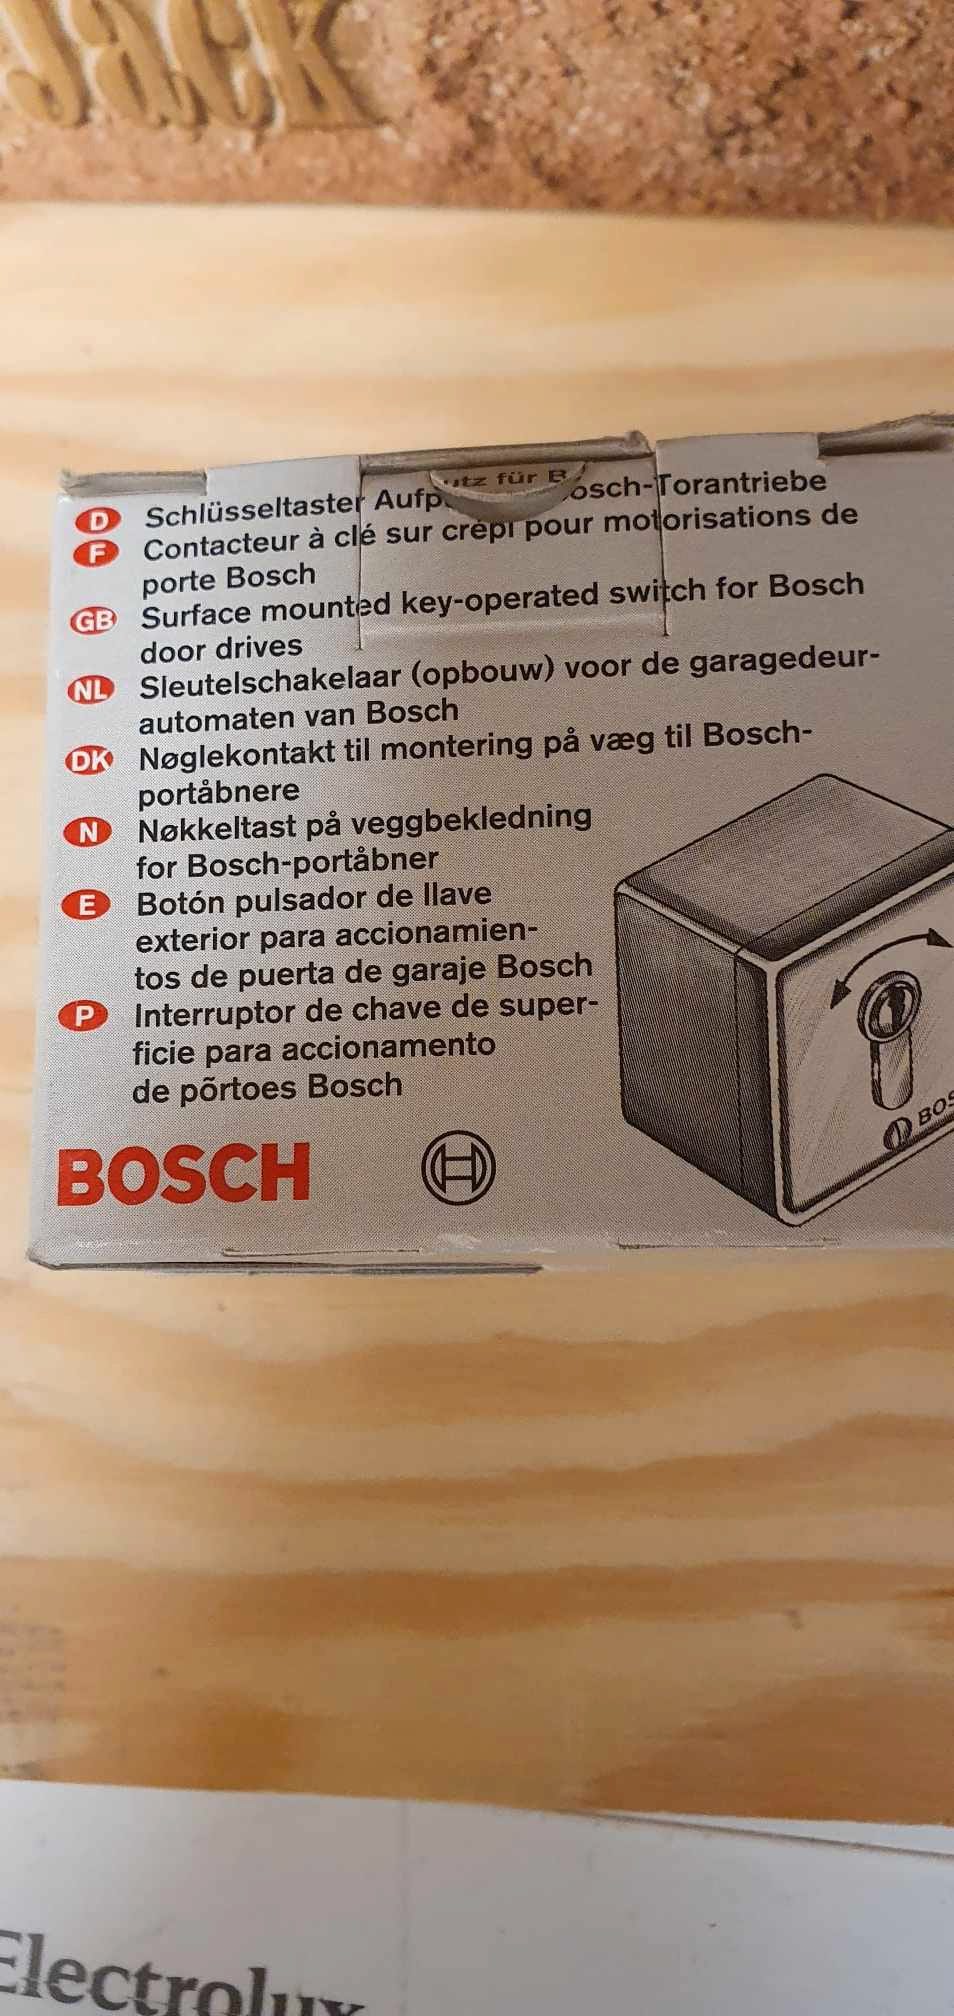 Jack
D Schlüsseltaster Aufp utz für B osch-Torantriebe
F Contacteur à clé sur crépi pour motorisations de
porte Bosch
GB Surface mounted key-operated switch for Bosch
door drives
NL Sleutelschakelaar (opbouw) voor de garagedeur-
automaten van Bosch
DK Nøglekontakt til montering på væg til Bosch-
portåbnere
N Nøkkeltast på veggbekledning
for Bosch-portåbner
E Botón pulsador de llave
exterior para accionamien-
tos de puerta de garaje Bosch
P Interruptor de chave de super-
ficie para accionamento
de põrtoes Bosch
BOS
BOSCH
Electrolux